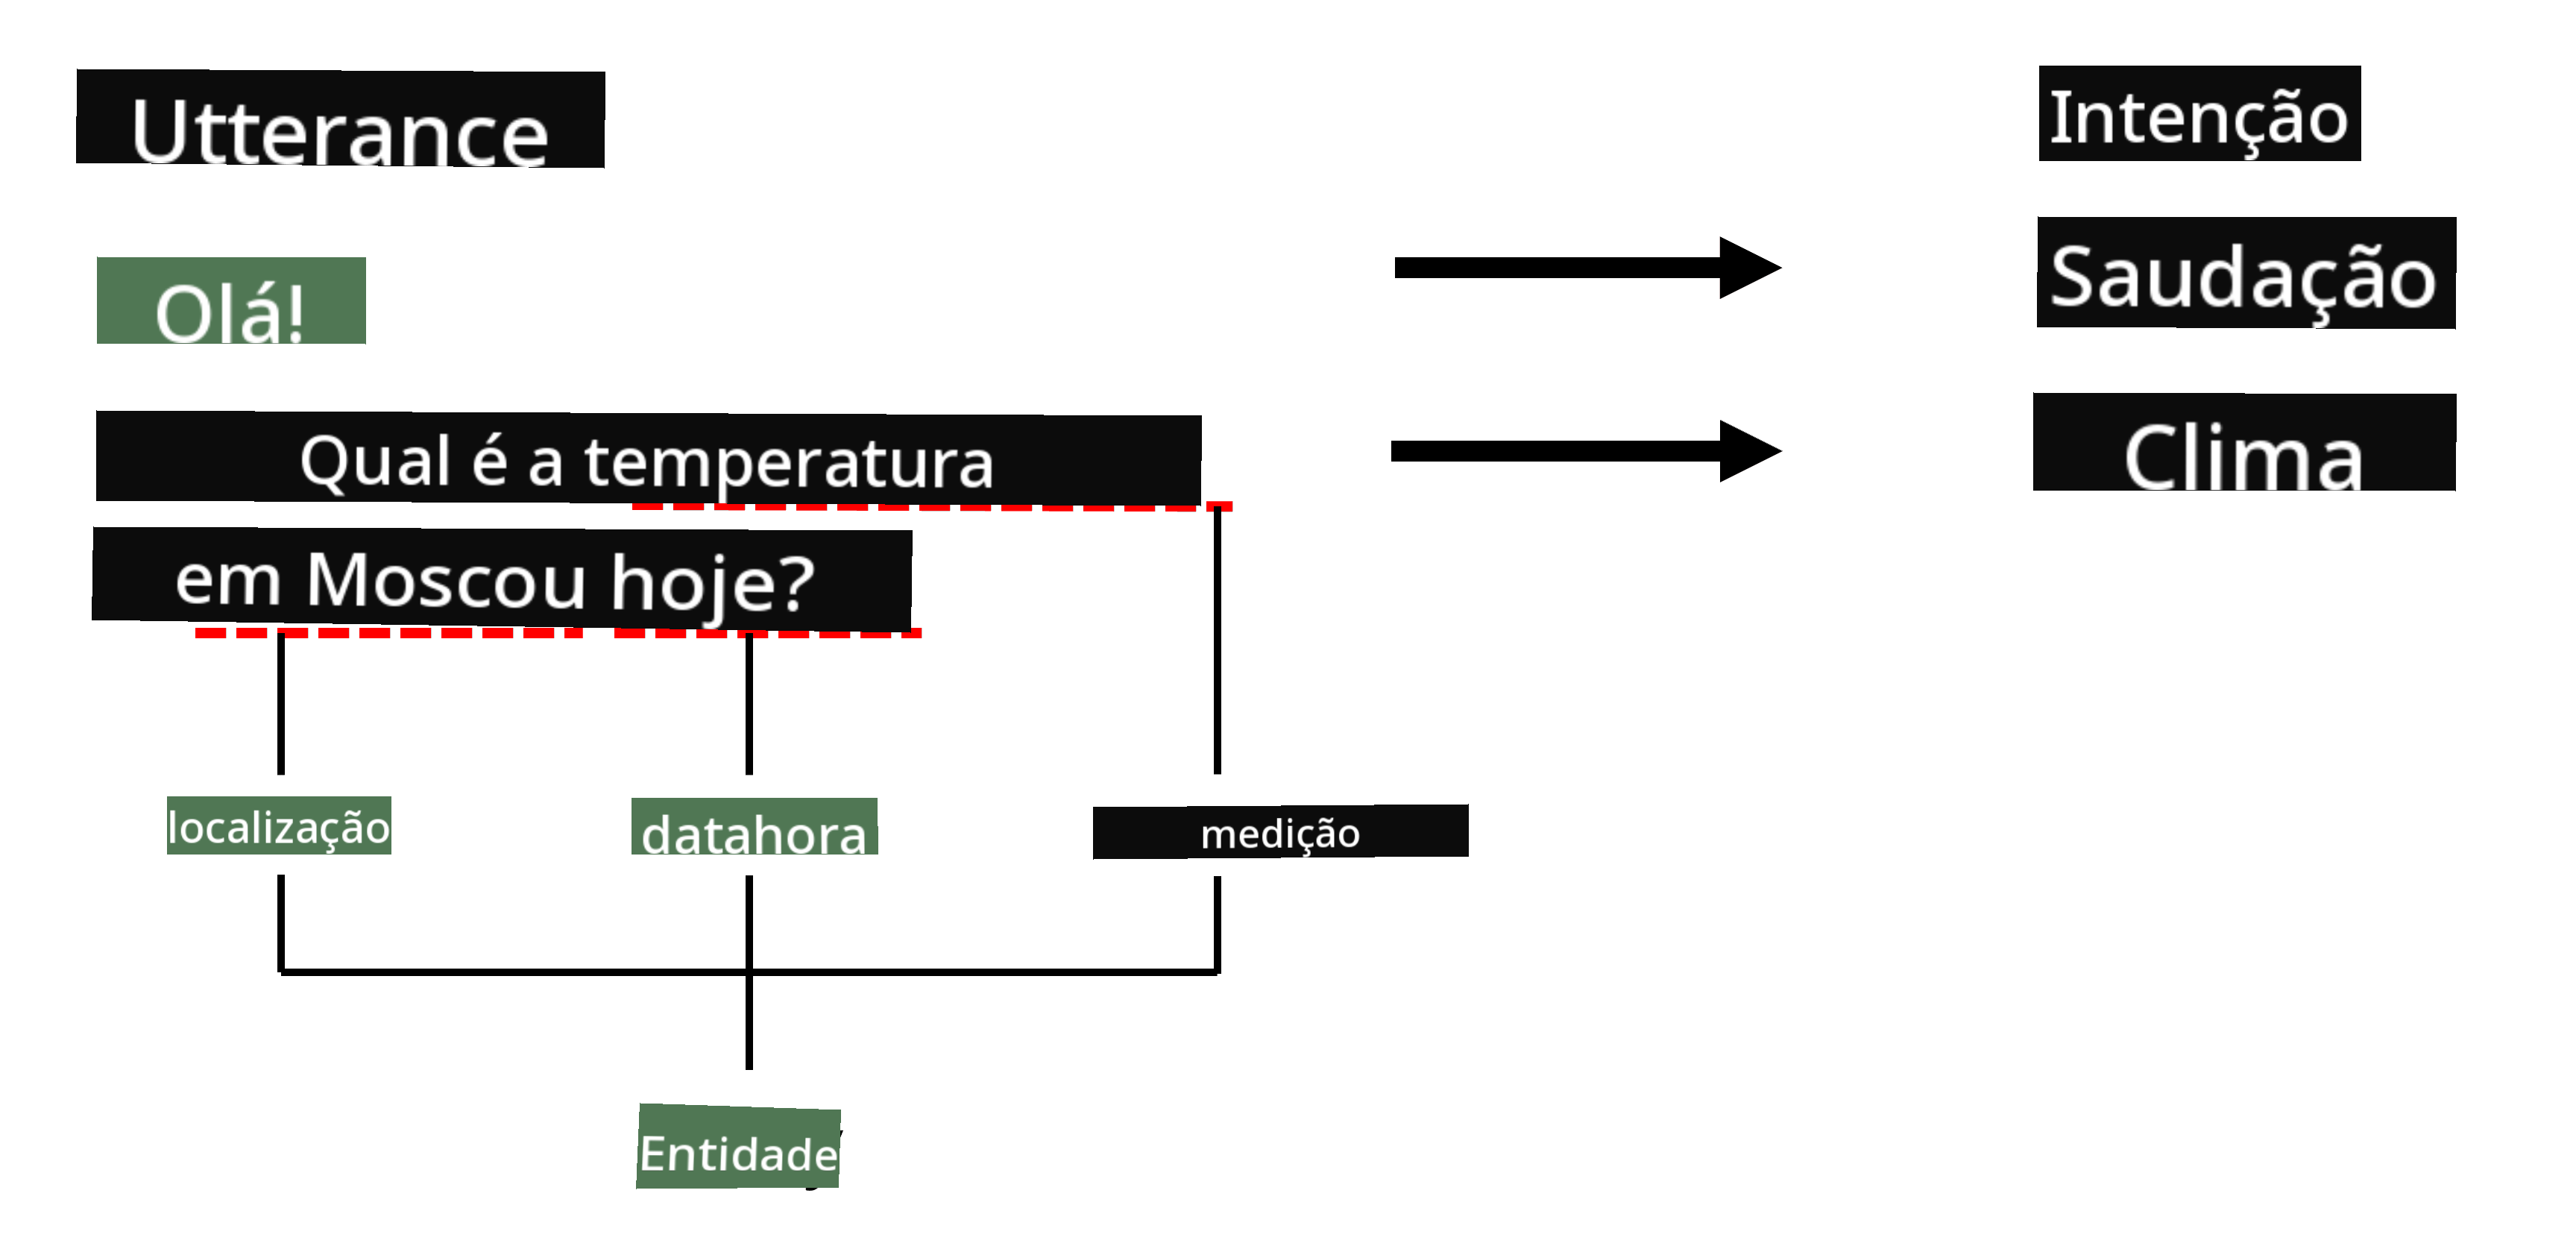 Utterance
Intenção
Olá!
Saudação
Qual é a temperatura
Clima
em Moscou hoje?
localização
datahora
medição
Entidade